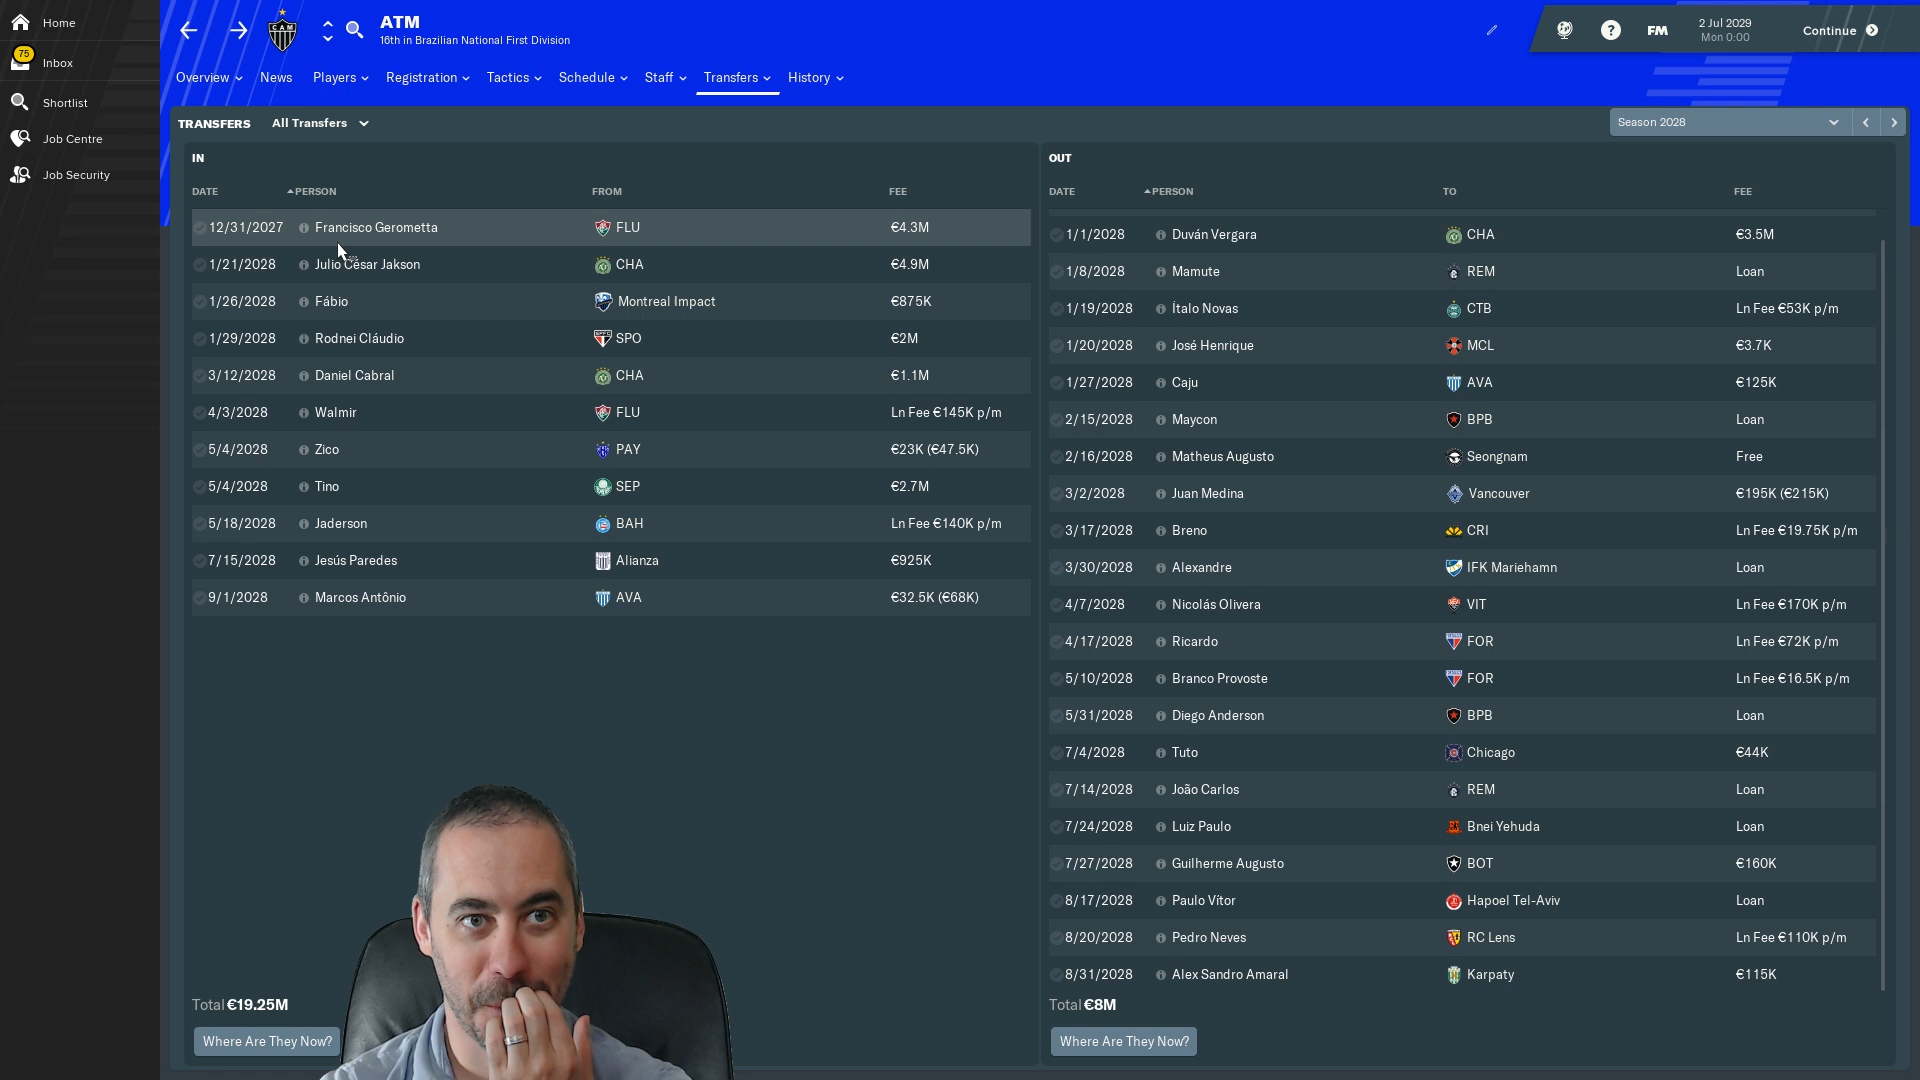 Home
75
Inbox
Shortlist
Job Centre
Job Security
CAM
ATM
16th in Brazilian National First Division
FM
2 Jul 2029
Mon 0:00
Continue
Overview News Players Registration Tactics Schedule Staff Transfers History
TRANSFERS All Transfers
Season 2028
IN
DATE PERSON FROM FEE
12/31/2027 Francisco Gerometta FLU €4.3M
1/21/2028 Julio César Jakson CHA €4.9M
1/26/2028 Fábio Montreal Impact €875K
1/29/2028 Rodnei Cláudio SPO €2M
3/12/2028 Daniel Cabral CHA €1.1M
4/3/2028 Walmir FLU Ln Fee €145K p/m
5/4/2028 Zico PAY €23K (€47.5K)
5/4/2028 Tino SEP €2.7M
5/18/2028 Jaderson BAH Ln Fee €140K p/m
7/15/2028 Jesús Paredes Alianza €925K
9/1/2028 Marcos Antônio AVA €32.5K (€68K)
Total €19.25M
Where Are They Now?
OUT
DATE PERSON TO FEE
1/1/2028 Duván Vergara CHA €3.5M
1/8/2028 Mamute REM Loan
1/19/2028 Ítalo Novas CTB Ln Fee €53K p/m
1/20/2028 José Henrique MCL €3.7K
1/27/2028 Caju AVA €125K
2/15/2028 Maycon BPB Loan
2/16/2028 Matheus Augusto Seongnam Free
3/2/2028 Juan Medina Vancouver €195K (€215K)
3/17/2028 Breno CRI Ln Fee €19.75K p/m
3/30/2028 Alexandre IFK Mariehamn Loan
4/7/2028 Nicolás Olivera VIT Ln Fee €170K p/m
4/17/2028 Ricardo FOR Ln Fee €72K p/m
5/10/2028 Branco Provoste FOR Ln Fee €16.5K p/m
5/31/2028 Diego Anderson BPB Loan
7/4/2028 Tuto Chicago €44K
7/14/2028 João Carlos REM Loan
7/24/2028 Luiz Paulo Bnei Yehuda Loan
7/27/2028 Guilherme Augusto BOT €160K
8/17/2028 Paulo Vítor Hapoel Tel-Aviv Loan
8/20/2028 Pedro Neves RC Lens Ln Fee €110K p/m
8/31/2028 Alex Sandro Amaral Karpaty €115K
Total €8M
Where Are They Now?